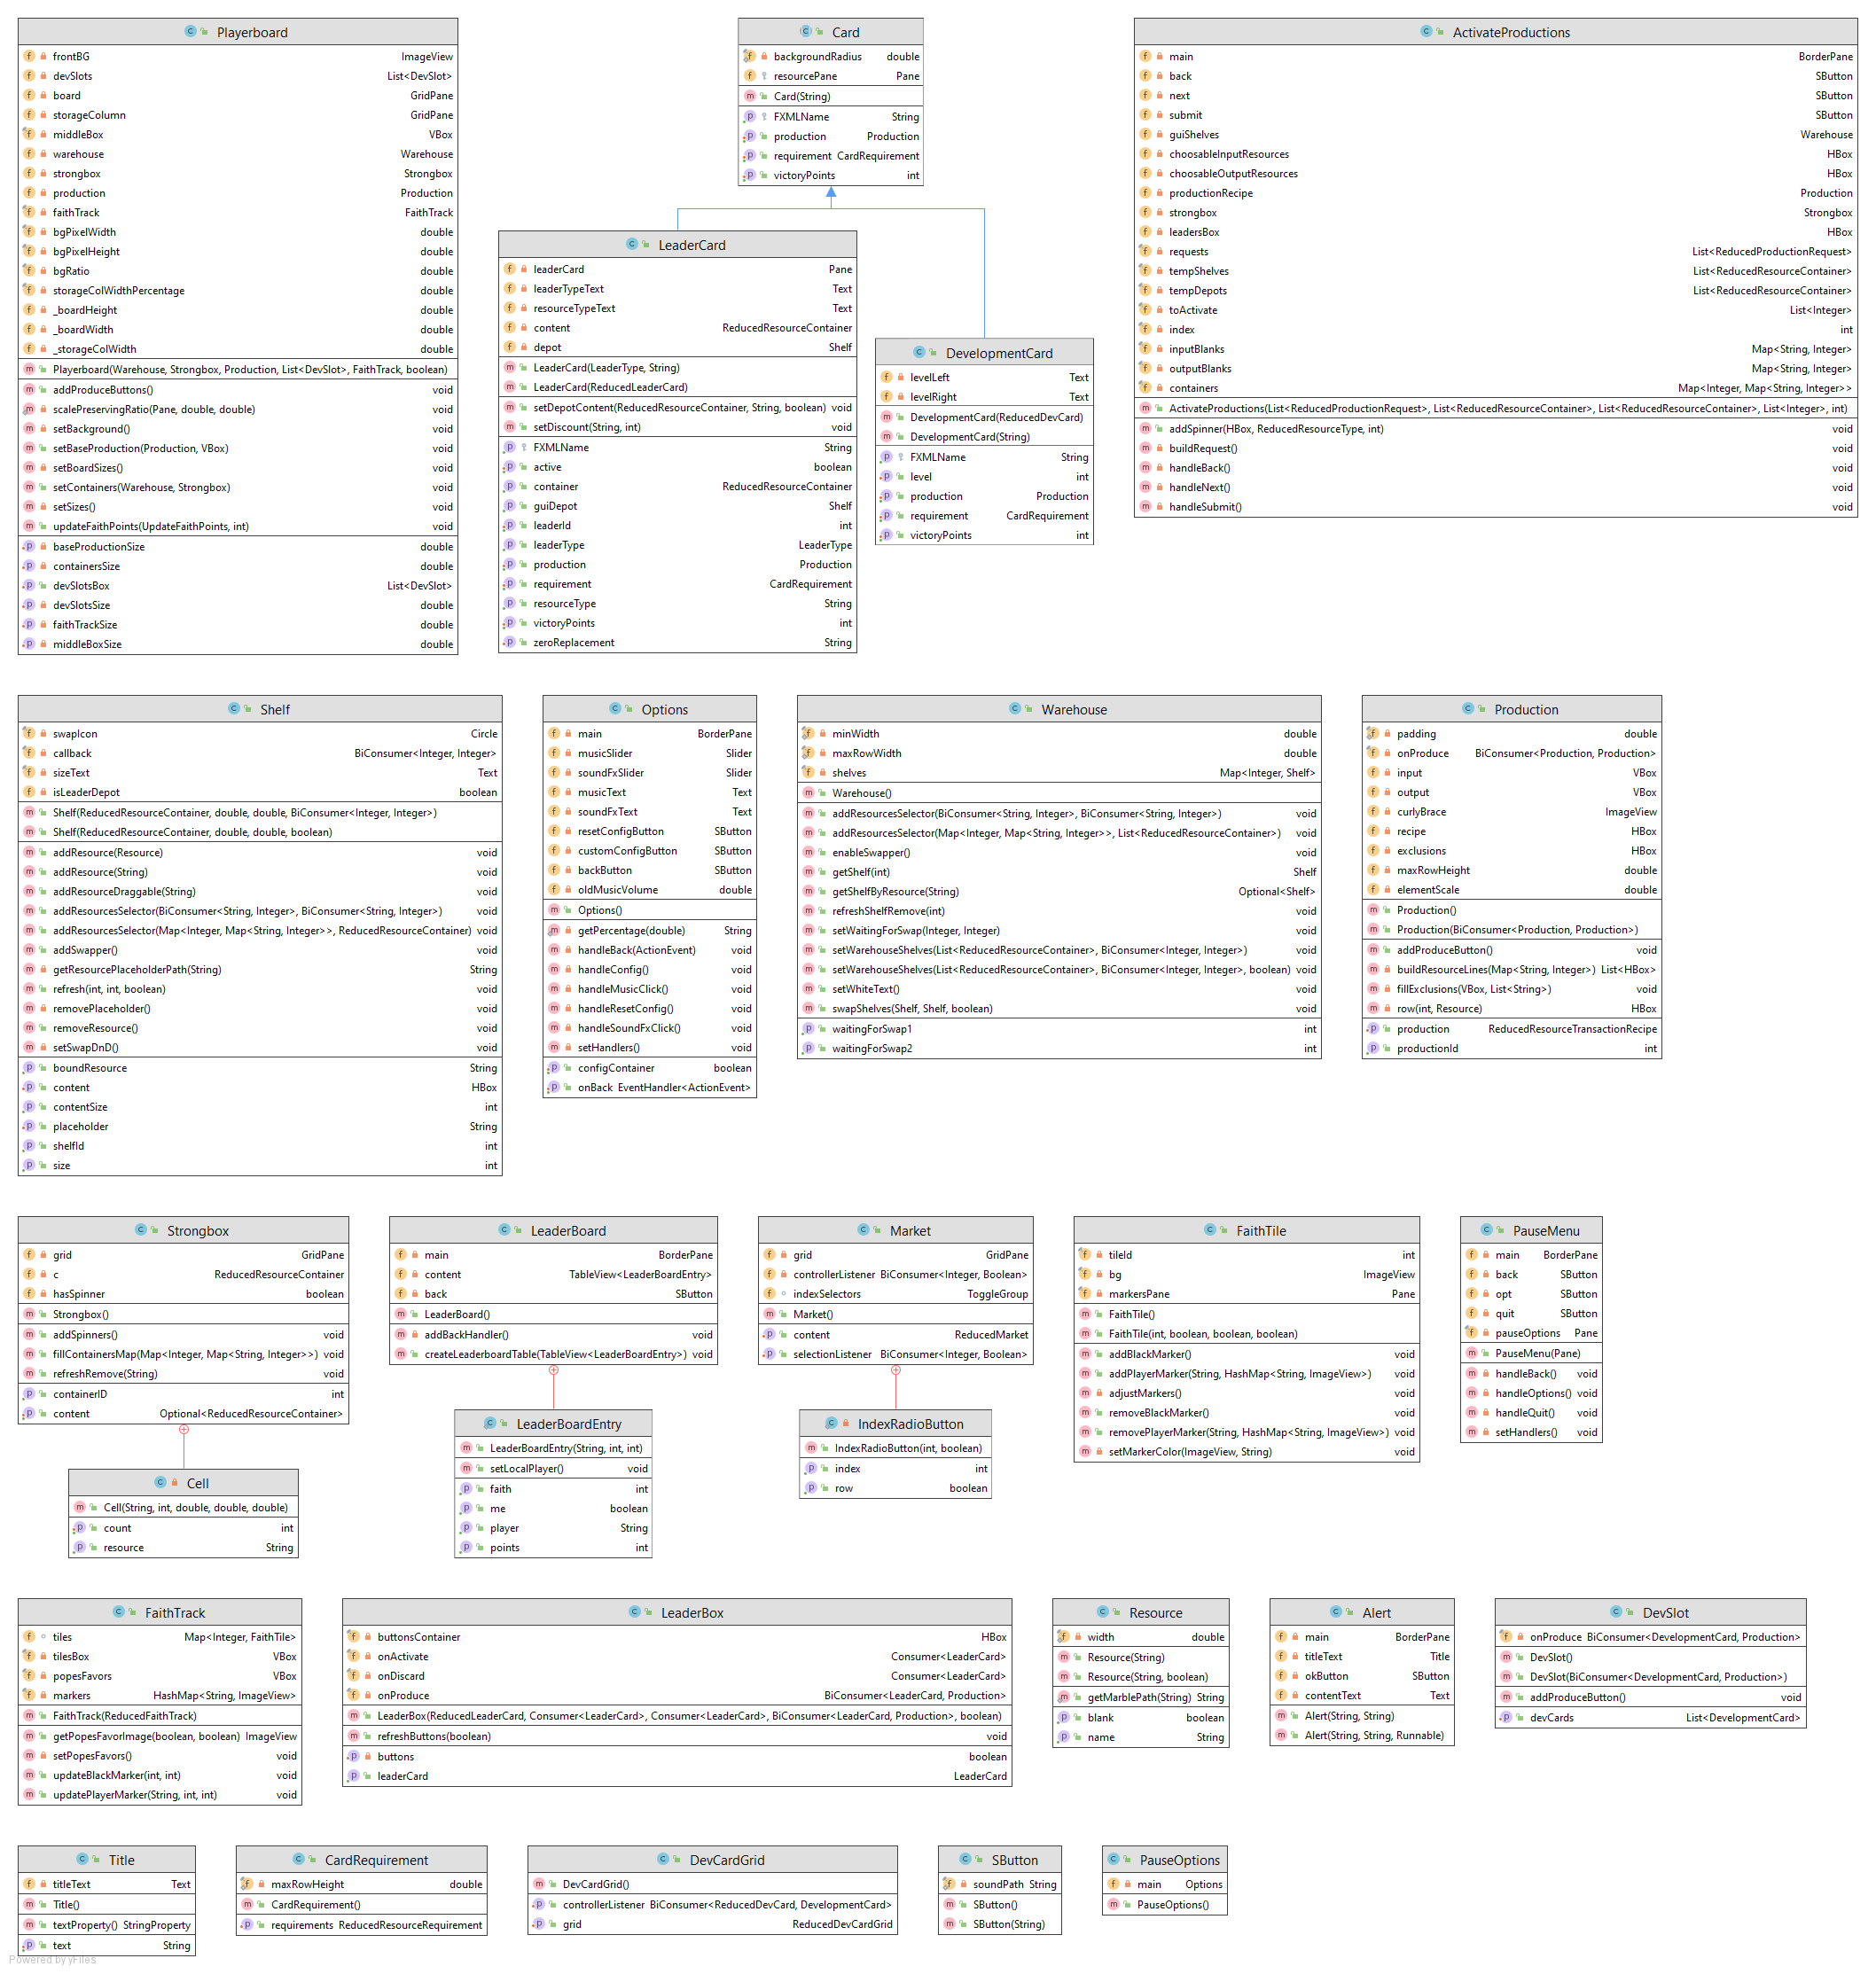 Playerboard
frontBG ImageView
devSlots List<DevSlot>
board GridPane
storageColumn GridPane
middleBox VBox
warehouse Warehouse
strongbox Strongbox
production Production
faithTrack FaithTrack
bgPixelWidth double
bgPixelHeight double
bgRatio double
storageColWidthPercentage double
_boardHeight double
_boardWidth double
_storageColWidth double
Playerboard(Warehouse, Strongbox, Production, List<DevSlot>, FaithTrack, boolean)
addProduceButtons() void
scalePreservingRatio(Pane, double, double) void
setBackground() void
setBaseProduction(Production, VBox) void
setBoardSizes() void
setContainers(Warehouse, Strongbox) void
setSizes() void
updateFaithPoints(UpdateFaithPoints, int) void
baseProductionSize double
containersSize double
devSlotsBox List<DevSlot>
devSlotsSize double
faithTrackSize double
middleBoxSize double
Card
backgroundRadius double
resourcePane Pane
Card(String)
FXMLName String
production Production
requirement CardRequirement
victoryPoints int
LeaderCard
leaderCard Pane
leaderTypeText Text
resourceTypeText Text
content ReducedResourceContainer
depot Shelf
LeaderCard(LeaderType, String)
LeaderCard(ReducedLeaderCard)
setDepotContent(ReducedResourceContainer, String, boolean) void
setDiscount(String, int) void
FXMLName String
active boolean
container ReducedResourceContainer
guiDepot Shelf
leaderId int
leaderType LeaderType
production Production
requirement CardRequirement
resourceType String
victoryPoints int
zeroReplacement String
DevelopmentCard
levelLeft Text
levelRight Text
DevelopmentCard(ReducedDevCard)
DevelopmentCard(String)
FXMLName String
level int
production Production
requirement CardRequirement
victoryPoints int
ActivateProductions
main BorderPane
back SButton
next SButton
submit SButton
guiShelves Warehouse
choosableInputResources HBox
choosableOutputResources HBox
productionRecipe Production
strongbox Strongbox
leadersBox HBox
requests List<ReducedProductionRequest>
tempShelves List<ReducedResourceContainer>
tempDepots List<ReducedResourceContainer>
toActivate List<Integer>
index int
inputBlanks Map<String, Integer>
outputBlanks Map<String, Integer>
containers Map<Integer, Map<String, Integer>>
ActivateProductions(List<ReducedProductionRequest>, List<ReducedResourceContainer>, List<ReducedResourceContainer>, List<Integer>, int)
addSpinner(HBox, ReducedResourceType, int) void
buildRequest() void
handleBack() void
handleNext() void
handleSubmit() void
Shelf
swapIcon Circle
callback BiConsumer<Integer, Integer>
sizeText Text
isLeaderDepot boolean
Shelf(ReducedResourceContainer, double, double, BiConsumer<Integer, Integer>)
Shelf(ReducedResourceContainer, double, double, boolean)
addResource(Resource) void
addResource(String) void
addResourceDraggable(String) void
addResourcesSelector(BiConsumer<String, Integer>, BiConsumer<String, Integer>) void
addResourcesSelector(Map<Integer, Map<String, Integer>>, ReducedResourceContainer) void
addSwapper() void
getResourcePlaceholderPath(String) String
refresh(int, int, boolean) void
removePlaceholder() void
removeResource() void
setSwapDnD() void
boundResource String
content HBox
contentSize int
placeholder String
shelfId int
size int
Options
main BorderPane
musicSlider Slider
soundFxSlider Slider
musicText Text
soundFxText Text
resetConfigButton SButton
customConfigButton SButton
backButton SButton
oldMusicVolume double
Options()
getPercentage(double) String
handleBack(ActionEvent) void
handleConfig() void
handleMusicClick() void
handleResetConfig() void
handleSoundFxClick() void
setHandlers() void
configContainer boolean
onBack EventHandler<ActionEvent>
Warehouse
minWidth double
maxRowWidth double
shelves Map<Integer, Shelf>
Warehouse()
addResourcesSelector(BiConsumer<String, Integer>, BiConsumer<String, Integer>) void
addResourcesSelector(Map<Integer, Map<String, Integer>>, List<ReducedResourceContainer>) void
enableSwapper() void
getShelf(int) Shelf
getShelfByResource(String) Optional<Shelf>
refreshShelfRemove(int) void
setWaitingForSwap(Integer, Integer) void
setWarehouseShelves(List<ReducedResourceContainer>, BiConsumer<Integer, Integer>) void
setWarehouseShelves(List<ReducedResourceContainer>, BiConsumer<Integer, Integer>, boolean) void
setWhiteText() void
swapShelves(Shelf, Shelf, boolean) void
waitingForSwap1 int
waitingForSwap2 int
Production
padding double
onProduce BiConsumer<Production, Production>
input VBox
output VBox
curlyBrace ImageView
recipe HBox
exclusions HBox
maxRowHeight double
elementScale double
Production()
Production(BiConsumer<Production, Production>)
addProduceButton() void
buildResourceLines(Map<String, Integer>) List<HBox>
fillExclusions(VBox, List<String>) void
row(int, Resource) HBox
production ReducedResourceTransactionRecipe
productionId int
Strongbox
grid GridPane
c ReducedResourceContainer
hasSpinner boolean
Strongbox()
addSpinners() void
fillContainersMap(Map<Integer, Map<String, Integer>>) void
refreshRemove(String) void
containerID int
content Optional<ReducedResourceContainer>
Cell
Cell(String, int, double, double, double)
count int
resource String
LeaderBoard
main BorderPane
content TableView<LeaderBoardEntry>
back SButton
LeaderBoard()
addBackHandler() void
createLeaderboardTable(TableView<LeaderBoardEntry>) void
LeaderBoardEntry
LeaderBoardEntry(String, int, int)
setLocalPlayer() void
faith int
me boolean
player String
points int
Market
grid GridPane
controllerListener BiConsumer<Integer, Boolean>
indexSelectors ToggleGroup
Market()
content ReducedMarket
selectionListener BiConsumer<Integer, Boolean>
IndexRadioButton
IndexRadioButton(int, boolean)
index int
row boolean
FaithTile
tileId int
bg ImageView
markersPane Pane
FaithTile()
FaithTile(int, boolean, boolean, boolean)
addBlackMarker() void
addPlayerMarker(String, HashMap<String, ImageView>) void
adjustMarkers() void
removeBlackMarker() void
removePlayerMarker(String, HashMap<String, ImageView>) void
setMarkerColor(ImageView, String) void
PauseMenu
main BorderPane
back SButton
opt SButton
quit SButton
pauseOptions Pane
PauseMenu(Pane)
handleBack() void
handleOptions() void
handleQuit() void
setHandlers() void
FaithTrack
tiles Map<Integer, FaithTile>
tilesBox VBox
popesFavors VBox
markers HashMap<String, ImageView>
FaithTrack(ReducedFaithTrack)
getPopesFavorImage(boolean, boolean) ImageView
setPopesFavors() void
updateBlackMarker(int, int) void
updatePlayerMarker(String, int, int) void
LeaderBox
buttonsContainer HBox
onActivate Consumer<LeaderCard>
onDiscard Consumer<LeaderCard>
onProduce BiConsumer<LeaderCard, Production>
LeaderBox(ReducedLeaderCard, Consumer<LeaderCard>, Consumer<LeaderCard>, BiConsumer<LeaderCard, Production>, boolean)
refreshButtons(boolean) void
buttons boolean
leaderCard LeaderCard
Resource
width double
Resource(String)
Resource(String, boolean)
getMarblePath(String) String
blank boolean
name String
Alert
main BorderPane
titleText Title
okButton SButton
contentText Text
Alert(String, String)
Alert(String, String, Runnable)
DevSlot
onProduce BiConsumer<DevelopmentCard, Production>
DevSlot()
DevSlot(BiConsumer<DevelopmentCard, Production>)
addProduceButton() void
devCards List<DevelopmentCard>
Title
titleText Text
Title()
textProperty() StringProperty
text String
CardRequirement
maxRowHeight double
CardRequirement()
requirements ReducedResourceRequirement
DevCardGrid
DevCardGrid()
controllerListener BiConsumer<ReducedDevCard, DevelopmentCard>
grid ReducedDevCardGrid
SButton
soundPath String
SButton()
SButton(String)
PauseOptions
main Options
PauseOptions()
Powered by yFiles